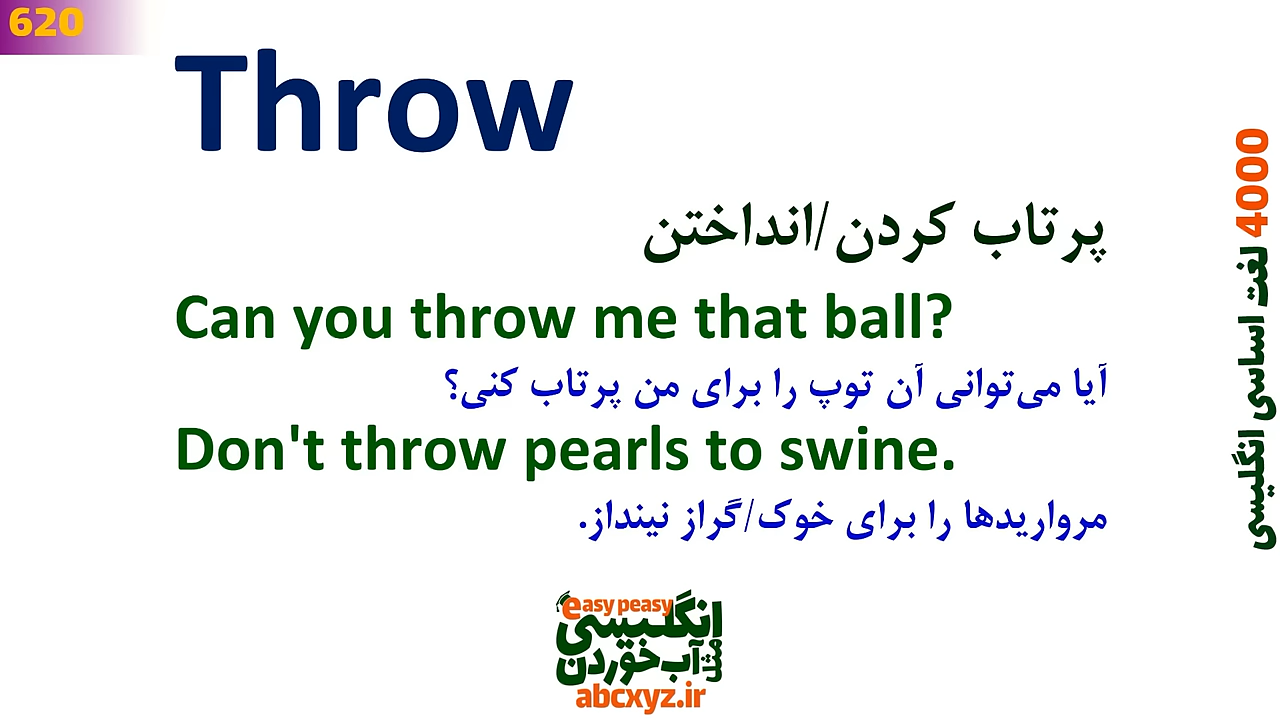 620
Throw
پرتاب کردن/انداختن
Can you throw me that ball?
آیا می‌توانی آن توپ را برای من پرتاب کنی؟
Don't throw pearls to swine.
مرواریدها را برای خوک/گراز نینداز.
4000 لغت اساسی انگلیسی
easy peasy
انگلیسی
مثل آب خوردن
abcxyz.ir